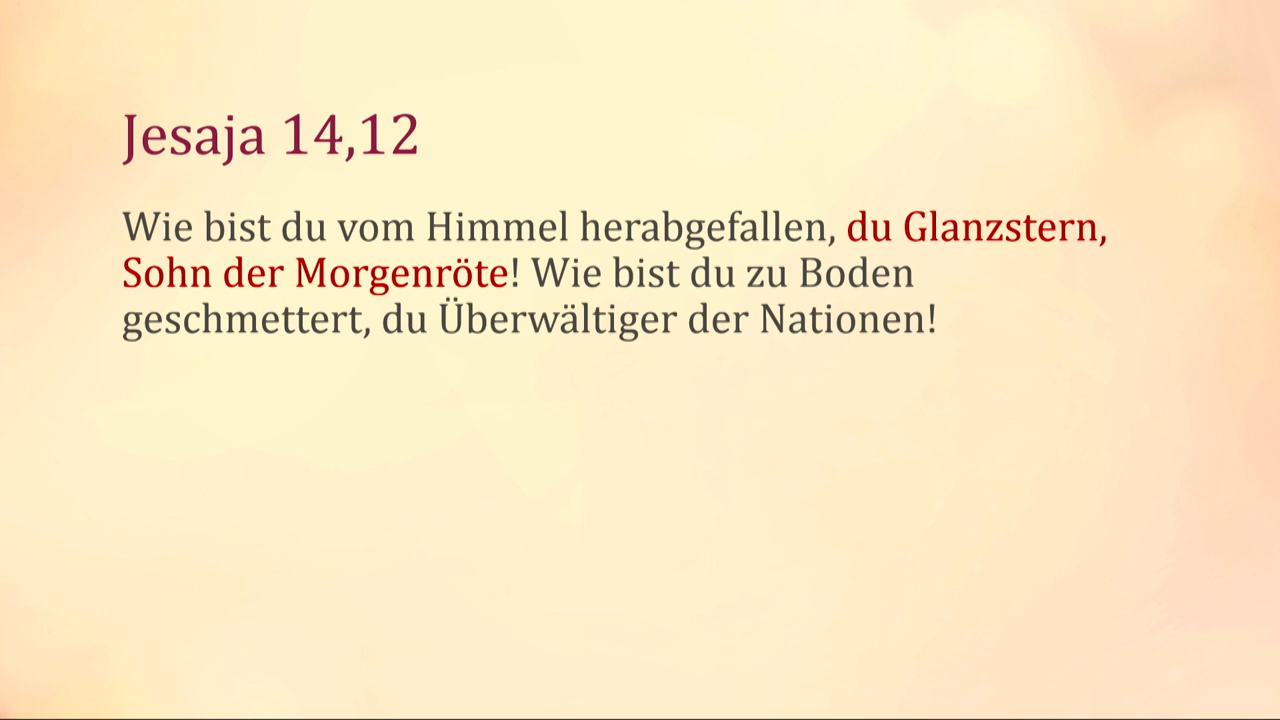 Jesaja 14,12
Wie bist du vom Himmel herabgefallen, du Glanzstern,
Sohn der Morgenröte! Wie bist du zu Boden
geschmettert, du Überwältiger der Nationen!